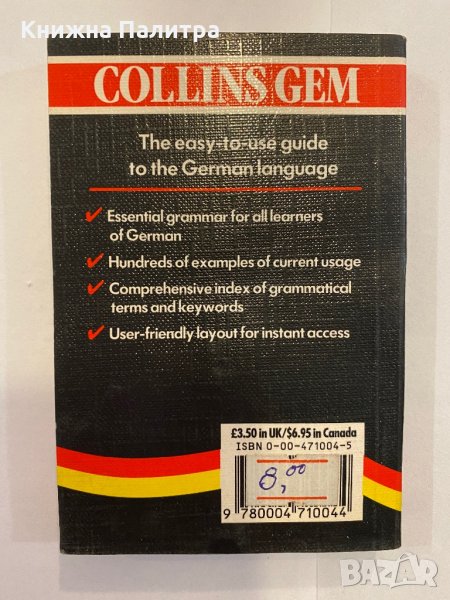 Книжна Палитра
COLLINS GEM
The easy-to-use guide
to the German language
Essential grammar for all learners
of German
Hundreds of examples of current usage
Comprehensive index of grammatical
terms and keywords
User-friendly layout for instant access
£3.50 in UK/$6.95 in Canada
ISBN 0-00-471004-5
8,00
9 780004 710044
BAZAR